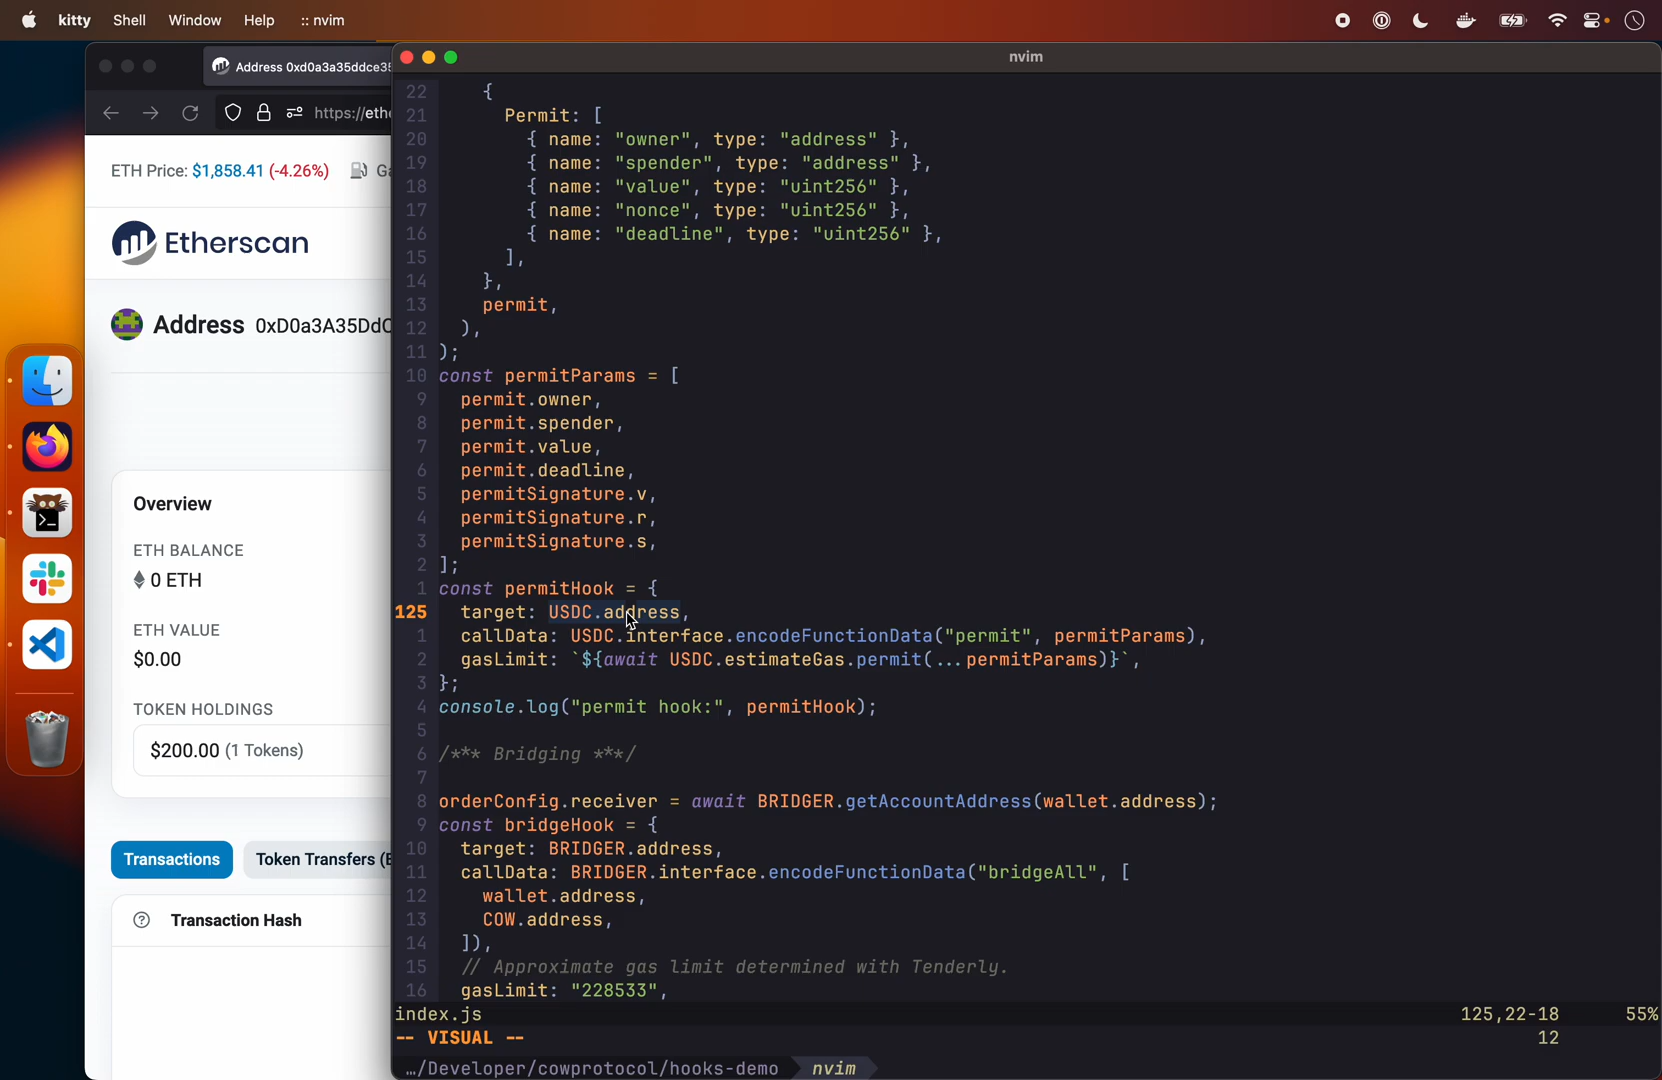 kitty Shell Window Help :: nvim
Address 0xd0a3a35ddce35
nvim
https://ethe
ETH Price: $1,858.41 (-4.26%) Ga
Etherscan
Address 0xD0a3A35DdC
Overview
ETH BALANCE
0 ETH
ETH VALUE
$0.00
TOKEN HOLDINGS
$200.00 (1 Tokens)
Transactions Token Transfers (E
Transaction Hash
22 {
21 Permit: [
20 { name: "owner", type: "address" },
19 { name: "spender", type: "address" },
18 { name: "value", type: "uint256" },
17 { name: "nonce", type: "uint256" },
16 { name: "deadline", type: "uint256" },
15 ],
14 },
13 permit,
12 ),
11 );
10 const permitParams = [
9 permit.owner,
8 permit.spender,
7 permit.value,
6 permit.deadline,
5 permitSignature.v,
4 permitSignature.r,
3 permitSignature.s,
2 ];
1 const permitHook = {
125 target: USDC.address,
1 callData: USDC.interface.encodeFunctionData("permit", permitParams),
2 gasLimit: `${await USDC.estimateGas.permit(...permitParams)}`,
3 };
4 console.log("permit hook:", permitHook);
5
6 /*** Bridging ***/
7
8 orderConfig.receiver = await BRIDGER.getAccountAddress(wallet.address);
9 const bridgeHook = {
10 target: BRIDGER.address,
11 callData: BRIDGER.interface.encodeFunctionData("bridgeAll", [
12 wallet.address,
13 COW.address,
14 ]),
15 // Approximate gas limit determined with Tenderly.
16 gasLimit: "228533",
index.js 125,22-18 55%
-- VISUAL -- 12
…/Developer/cowprotocol/hooks-demo nvim